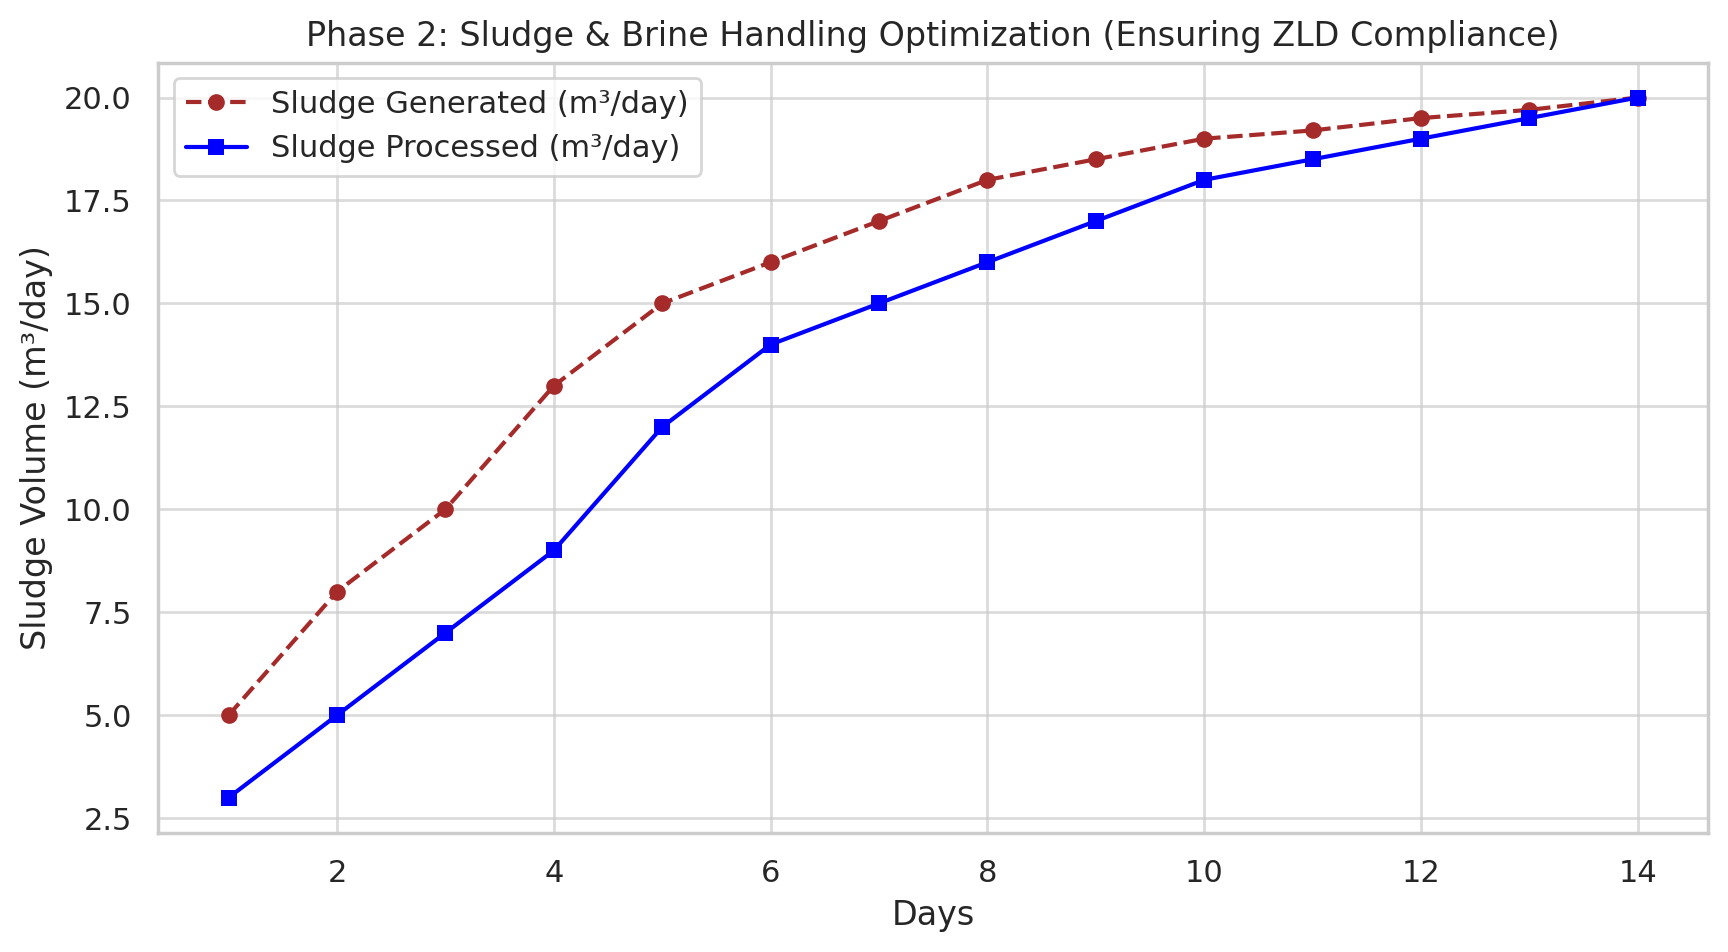 Phase 2: Sludge & Brine Handling Optimization (Ensuring ZLD Compliance)
Sludge Generated (m³/day)
Sludge Processed (m³/day)
Sludge Volume (m³/day)
20.0
17.5
15.0
12.5
10.0
7.5
5.0
2.5
2 4 6 8 10 12 14
Days